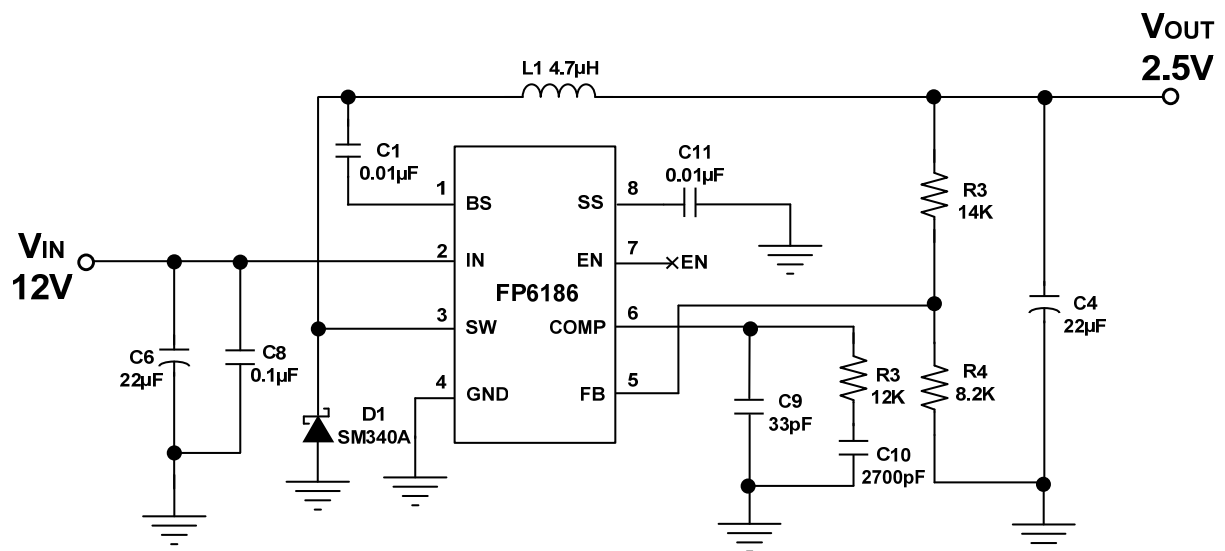 VOUT
2.5V
L1 4.7µH
C1
0.01µF
C11
0.01µF
R3
14K
1
BS
SS
8
VIN
12V
2
IN
EN
7
EN
FP6186
3
SW
COMP
6
C4
22µF
C6
22µF
C8
0.1µF
4
GND
FB
5
D1
SM340A
R3
12K
R4
8.2K
C9
33pF
C10
2700pF